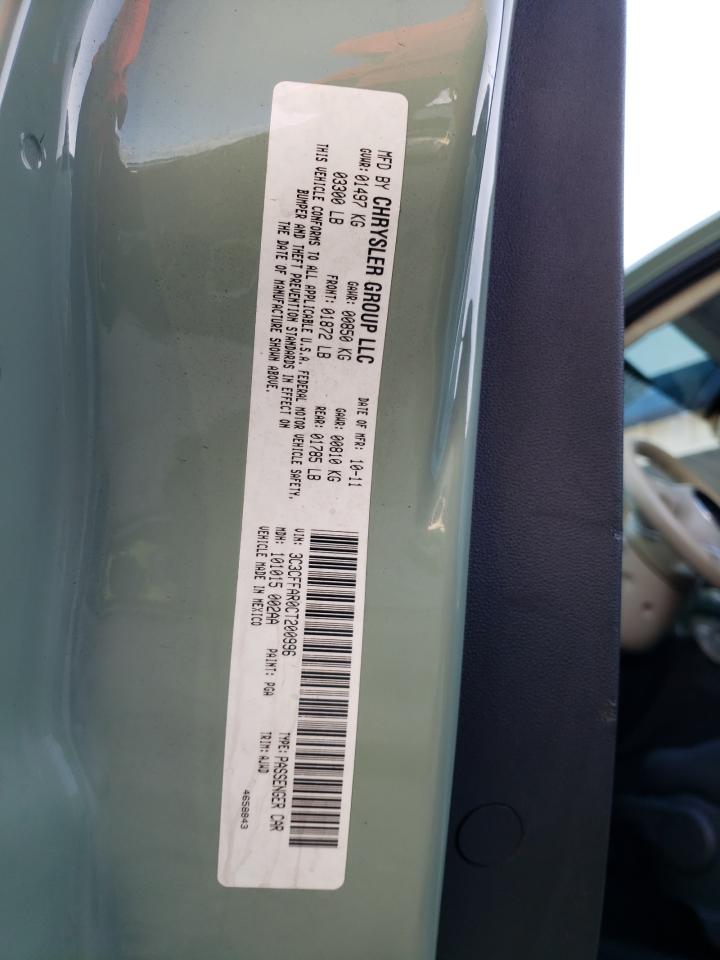 MFD BY CHRYSLER GROUP LLC DATE OF MFR: 10-11
GVWR: 01497 KG GAWR: 00850 KG GAWR: 00810 KG
03300 LB FRONT: 01872 LB REAR: 01785 LB
THIS VEHICLE CONFORMS TO ALL APPLICABLE U.S.A. FEDERAL MOTOR VEHICLE SAFETY,
BUMPER AND THEFT PREVENTION STANDARDS IN EFFECT ON
THE DATE OF MANUFACTURE SHOWN ABOVE.
VIN: 3C3CFFAR0CT200996 TYPE: PASSENGER CAR
MDH: 101015 002AA PAINT: PGA TRIM: AJWD
VEHICLE MADE IN MEXICO
4658843